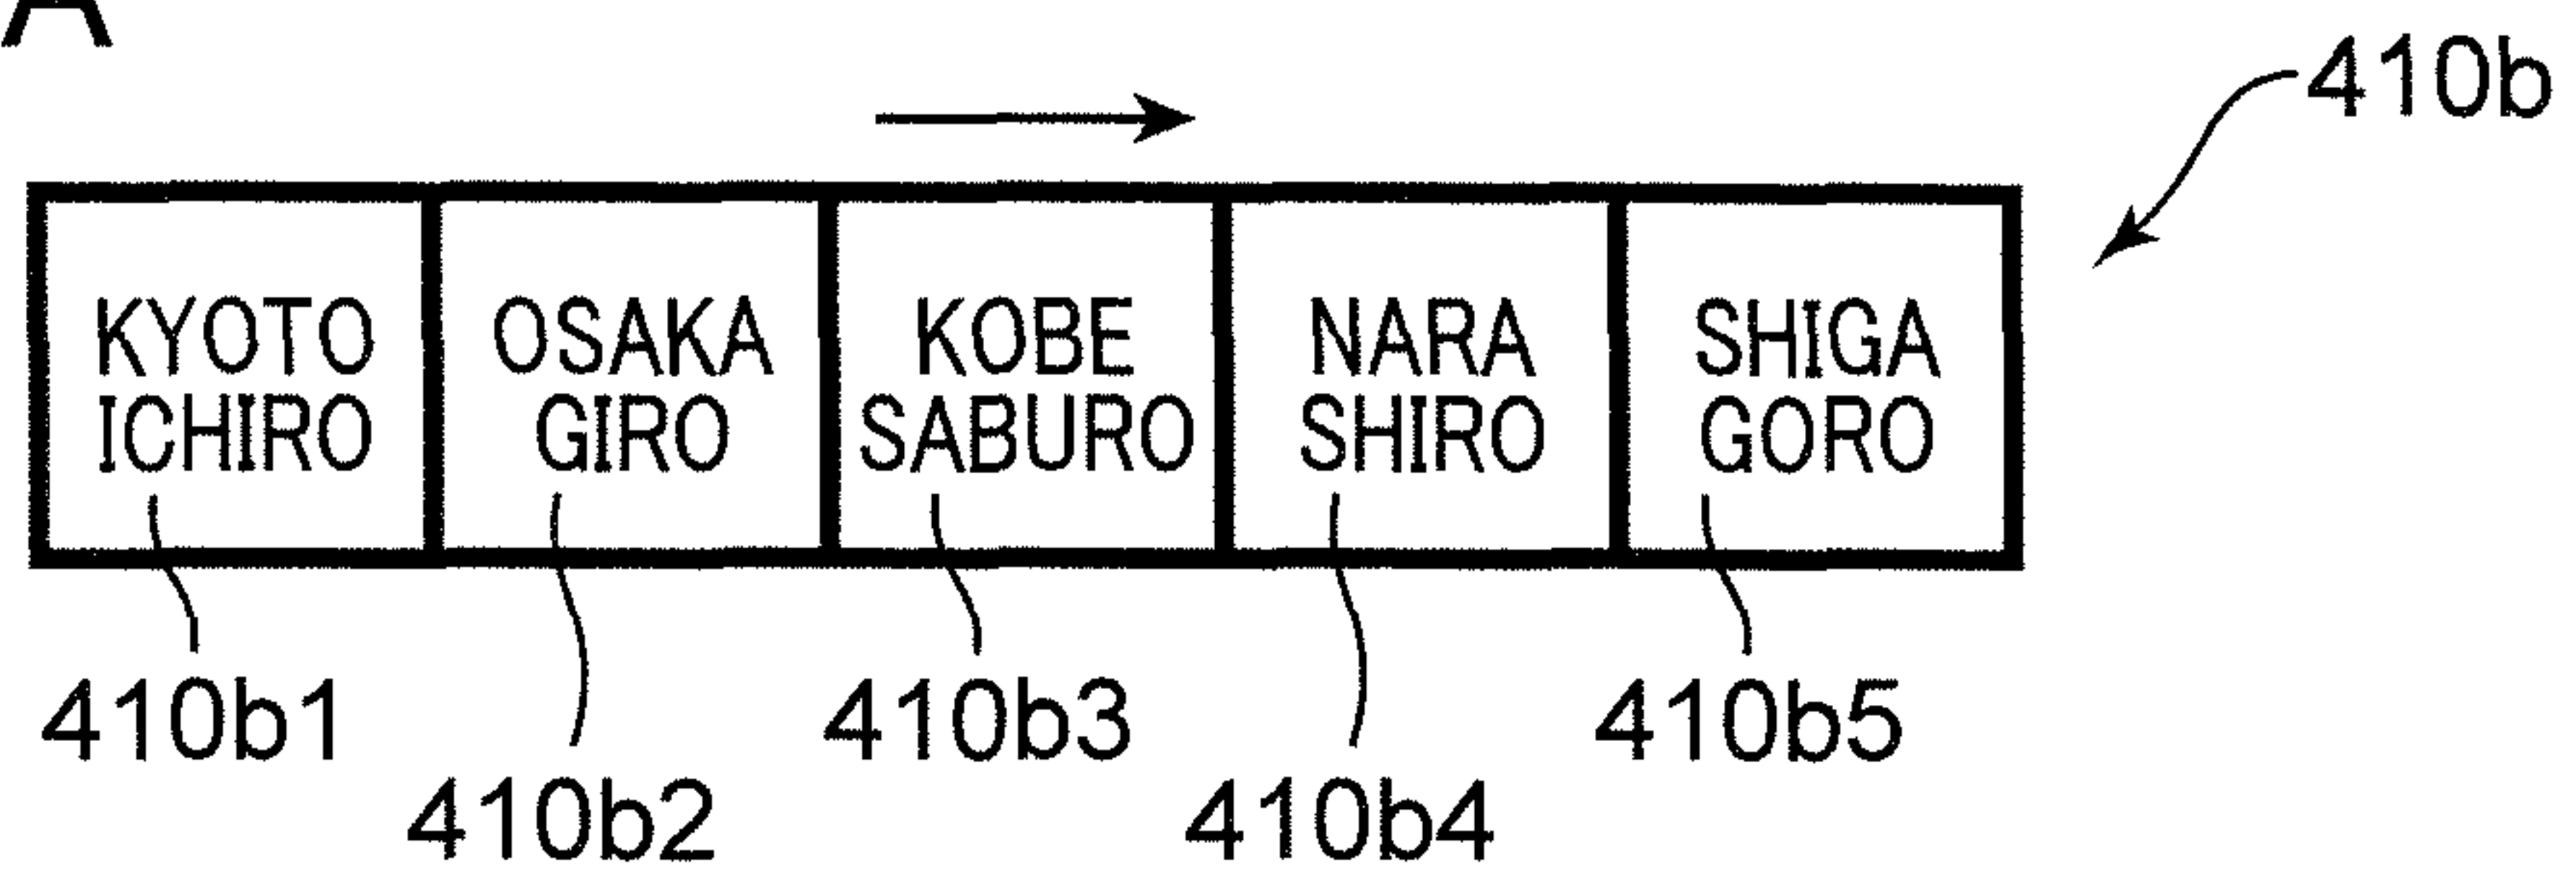 A
410b
KYOTO
ICHIRO
OSAKA
GIRO
KOBE
SABURO
NARA
SHIRO
SHIGA
GORO
410b1
410b2
410b3
410b4
410b5